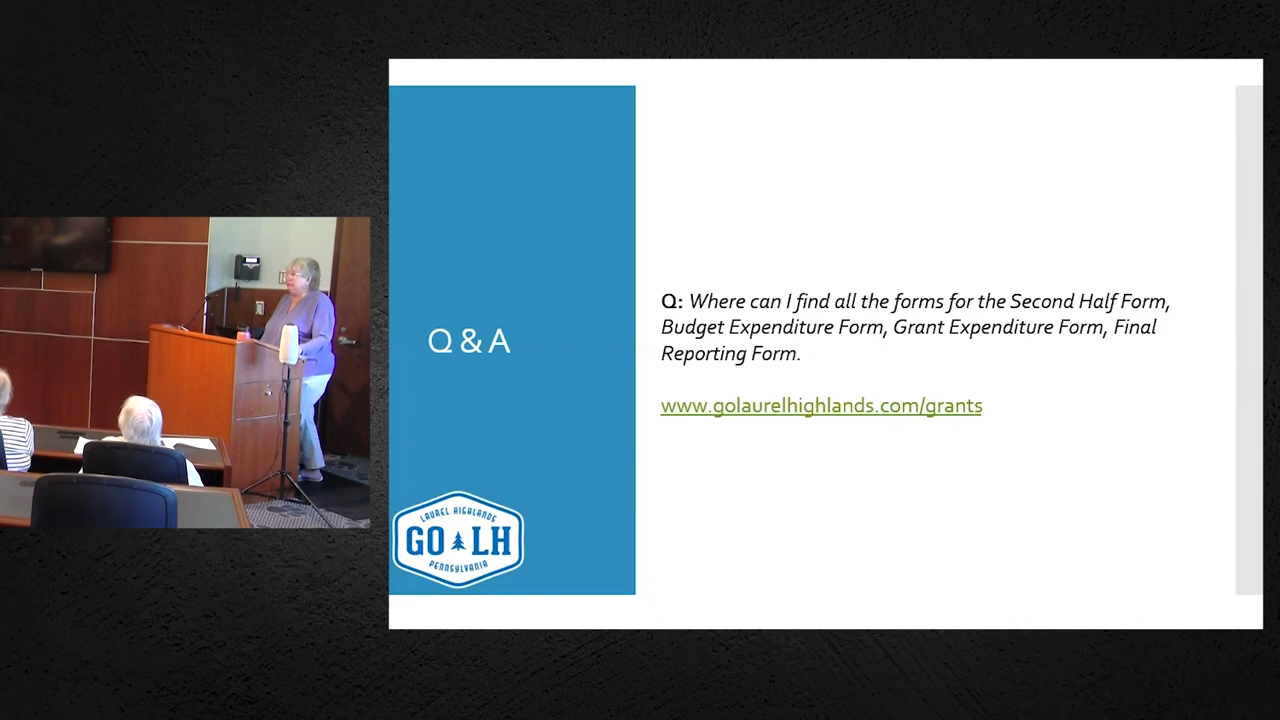 Q & A
Q: Where can I find all the forms for the Second Half Form,
Budget Expenditure Form, Grant Expenditure Form, Final
Reporting Form.
www.golaurelhighlands.com/grants
LAUREL HIGHLANDS
GO LH
PENNSYLVANIA